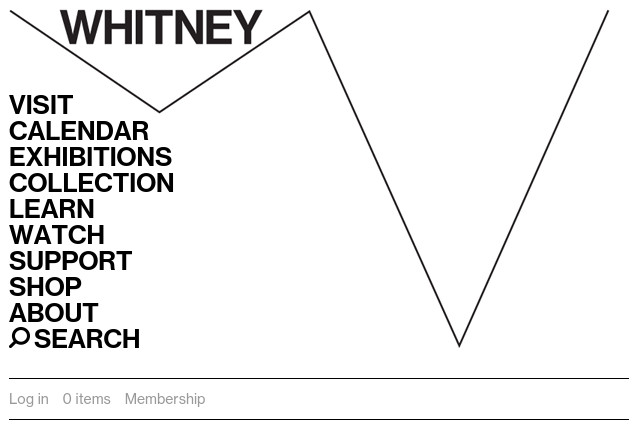 WHITNEY
VISIT
CALENDAR
EXHIBITIONS
COLLECTION
LEARN
WATCH
SUPPORT
SHOP
ABOUT
SEARCH
Log in 0 items Membership